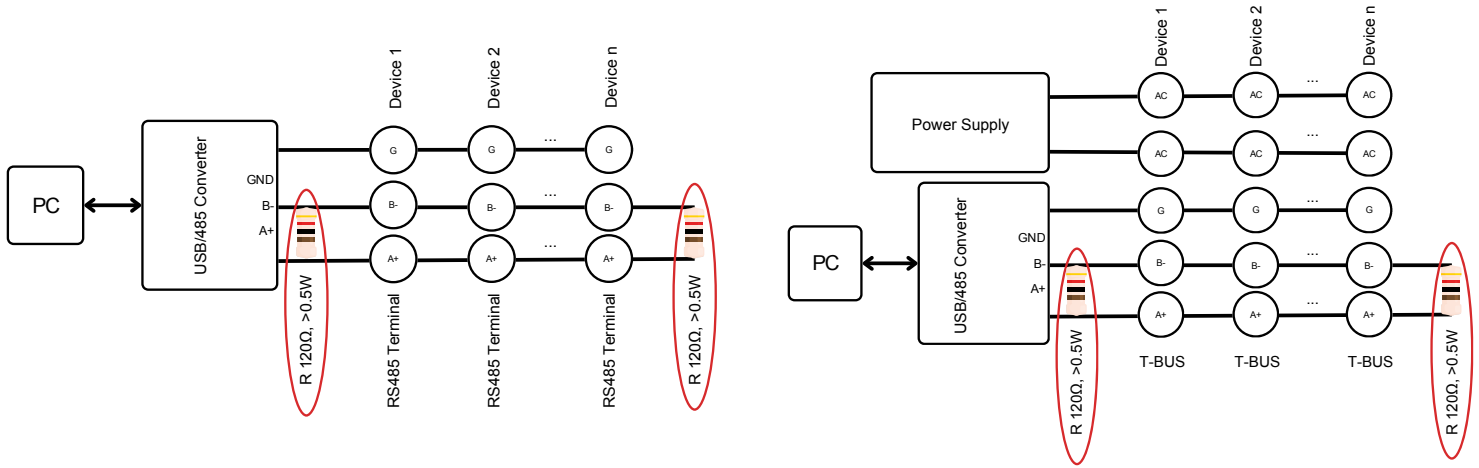 Device 1
Device 2
Device n
PC
USB/485 Converter
GND
B-
A+
G
G
...
G
B-
B-
...
B-
A+
A+
...
A+
R 120Ω, >0.5W
RS485 Terminal
RS485 Terminal
RS485 Terminal
R 120Ω, >0.5W
Device 1
Device 2
Device n
Power Supply
AC
AC
...
AC
AC
AC
...
AC
PC
USB/485 Converter
GND
B-
A+
G
G
...
G
B-
B-
...
B-
A+
A+
...
A+
R 120Ω, >0.5W
T-BUS
T-BUS
T-BUS
R 120Ω, >0.5W